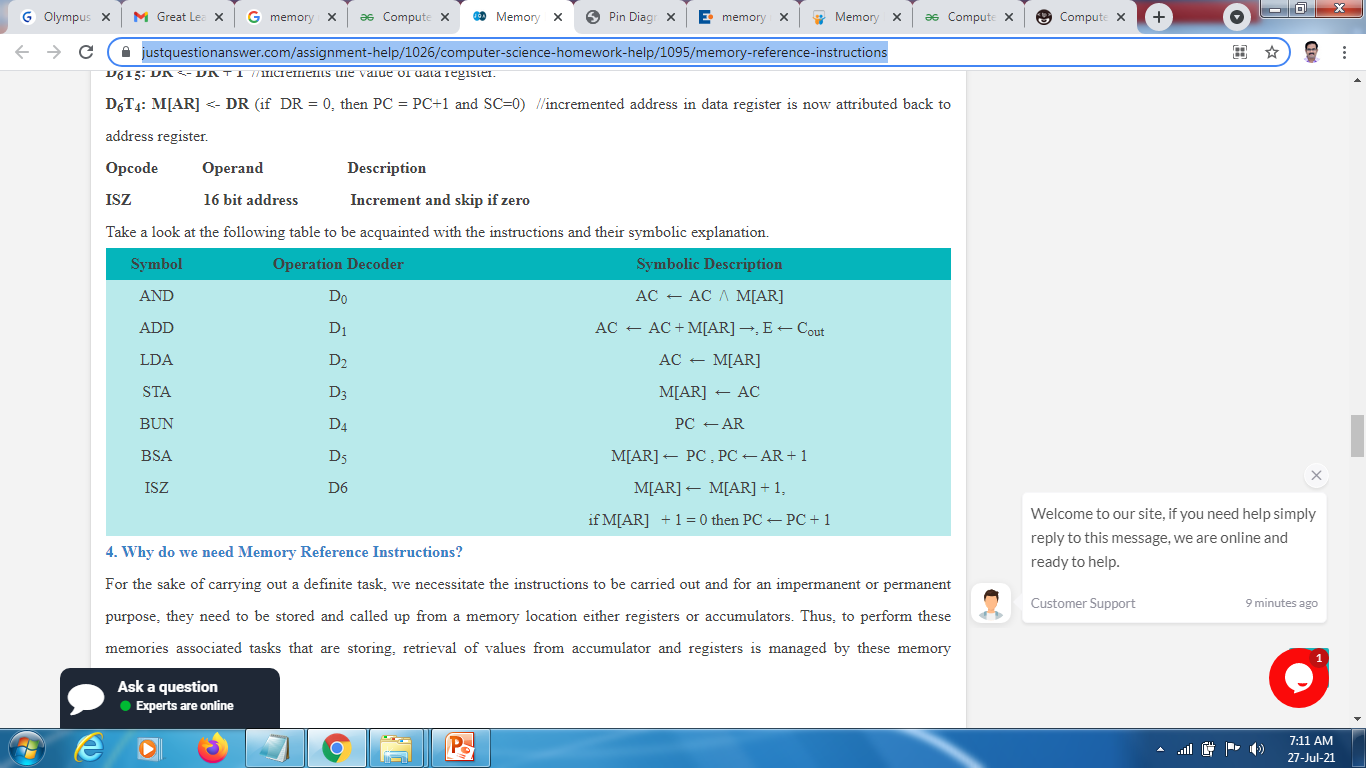 Olympus
Great Lea
memory
Compute
Memory
Pin Diagr
memory
Memory
Compute
Compute
justquestionanswer.com/assignment-help/1026/computer-science-homework-help/1095/memory-reference-instructions
D6T5: DR <- DR + 1 //increments the value of data register.
D6T4: M[AR] <- DR (if DR = 0, then PC = PC+1 and SC=0) //incremented address in data register is now attributed back to
address register.
Opcode Operand Description
ISZ 16 bit address Increment and skip if zero
Take a look at the following table to be acquainted with the instructions and their symbolic explanation.
Symbol Operation Decoder Symbolic Description
AND D0 AC ← AC /\ M[AR]
ADD D1 AC ← AC + M[AR] →, E ← Cout
LDA D2 AC ← M[AR]
STA D3 M[AR] ← AC
BUN D4 PC ← AR
BSA D5 M[AR] ← PC , PC ← AR + 1
ISZ D6 M[AR] ← M[AR] + 1,
if M[AR] + 1 = 0 then PC ← PC + 1
4. Why do we need Memory Reference Instructions?
For the sake of carrying out a definite task, we necessitate the instructions to be carried out and for an impermanent or permanent
purpose, they need to be stored and called up from a memory location either registers or accumulators. Thus, to perform these
memories associated tasks that are storing, retrieval of values from accumulator and registers is managed by these memory
Welcome to our site, if you need help simply
reply to this message, we are online and
ready to help.
Customer Support 9 minutes ago
1
Ask a question
Experts are online
7:11 AM
27-Jul-21